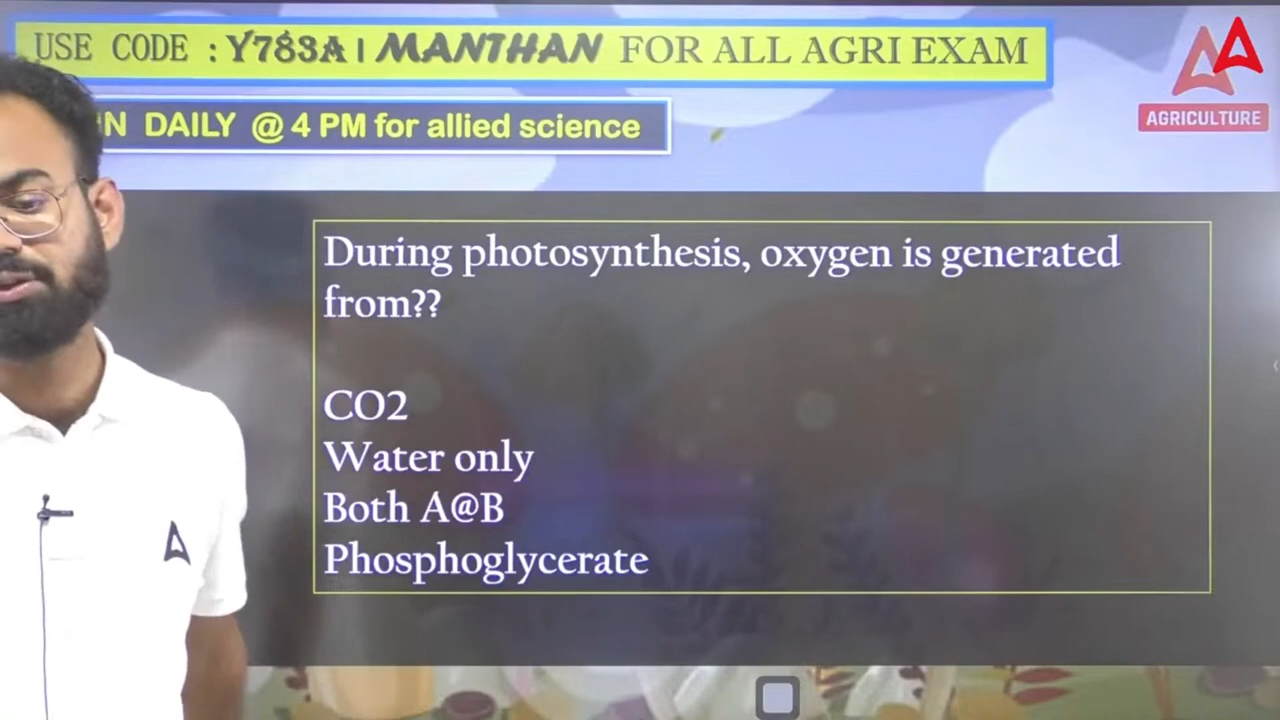 USE CODE : Y783A | MANTHAN FOR ALL AGRI EXAM
DAILY @ 4 PM for allied science
AGRICULTURE
During photosynthesis, oxygen is generated
from??
CO2
Water only
Both A@B
Phosphoglycerate